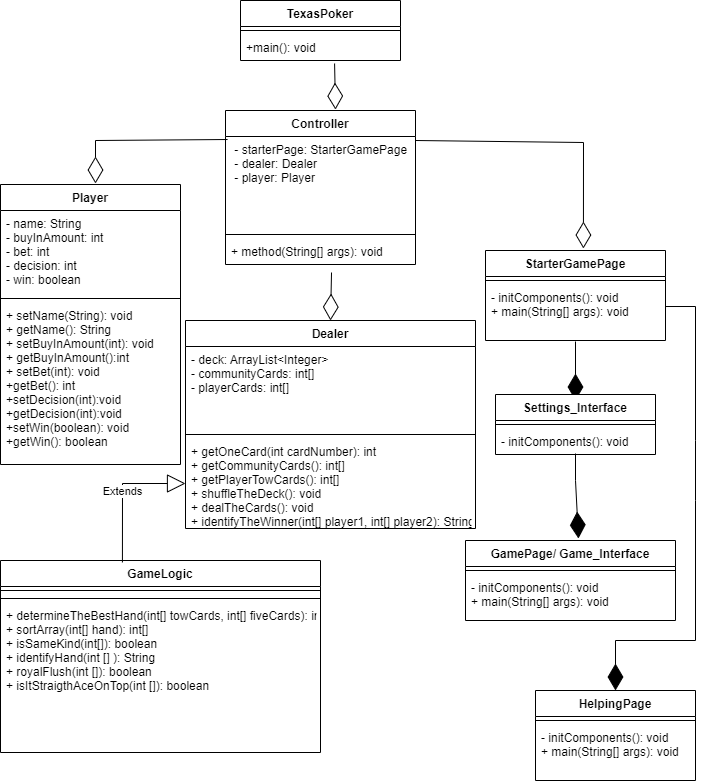 TexasPoker
+main(): void
Controller
- starterPage: StarterGamePage
- dealer: Dealer
- player: Player
+ method(String[] args): void
Player
- name: String
- buyInAmount: int
- bet: int
- decision: int
- win: boolean
+ setName(String): void
+ getName(): String
+ setBuyInAmount(int): void
+ getBuyInAmount():int
+ setBet(int): void
+getBet(): int
+setDecision(int):void
+getDecision(int):void
+setWin(boolean): void
+getWin(): boolean
Dealer
- deck: ArrayList<Integer>
- communityCards: int[]
- playerCards: int[]
+ getOneCard(int cardNumber): int
+ getCommunityCards(): int[]
+ getPlayerTowCards(): int[]
+ shuffleTheDeck(): void
+ dealTheCards(): void
+ identifyTheWinner(int[] player1, int[] player2): String
StarterGamePage
- initComponents(): void
+ main(String[] args): void
Settings_Interface
- initComponents(): void
GamePage/ Game_Interface
- initComponents(): void
+ main(String[] args): void
Extends
GameLogic
+ determineTheBestHand(int[] towCards, int[] fiveCards):
+ sortArray(int[] hand): int[]
+ isSameKind(int[]): boolean
+ identifyHand(int [] ): String
+ royalFlush(int []): boolean
+ isItStraigthAceOnTop(int []): boolean
HelpingPage
- initComponents(): void
+ main(String[] args): void